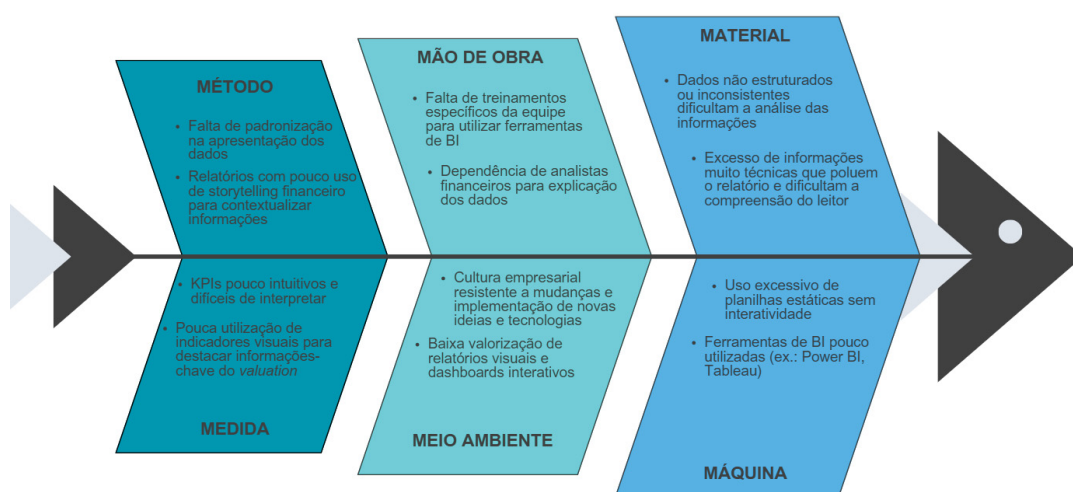 MÉTODO
• Falta de padronização
na apresentação dos
dados
• Relatórios com pouco uso
de storytelling financeiro
para contextualizar
informações
MÃO DE OBRA
• Falta de treinamentos
específicos da equipe
para utilizar ferramentas
de BI
• Dependência de analistas
financeiros para explicação
dos dados
MATERIAL
• Dados não estruturados
ou inconsistentes
dificultam a análise das
informações
• Excesso de informações
muito técnicas que poluem
o relatório e dificultam a
compreensão do leitor
• KPIs pouco intuitivos e
difíceis de interpretar
• Pouca utilização de
indicadores visuais para
destacar informações-
chave do valuation
MEDIDA
• Cultura empresarial
resistente a mudanças e
implementação de novas
ideias e tecnologias
• Baixa valorização de
relatórios visuais e
dashboards interativos
MEIO AMBIENTE
• Uso excessivo de
planilhas estáticas sem
interatividade
• Ferramentas de BI pouco
utilizadas (ex.: Power BI,
Tableau)
MÁQUINA